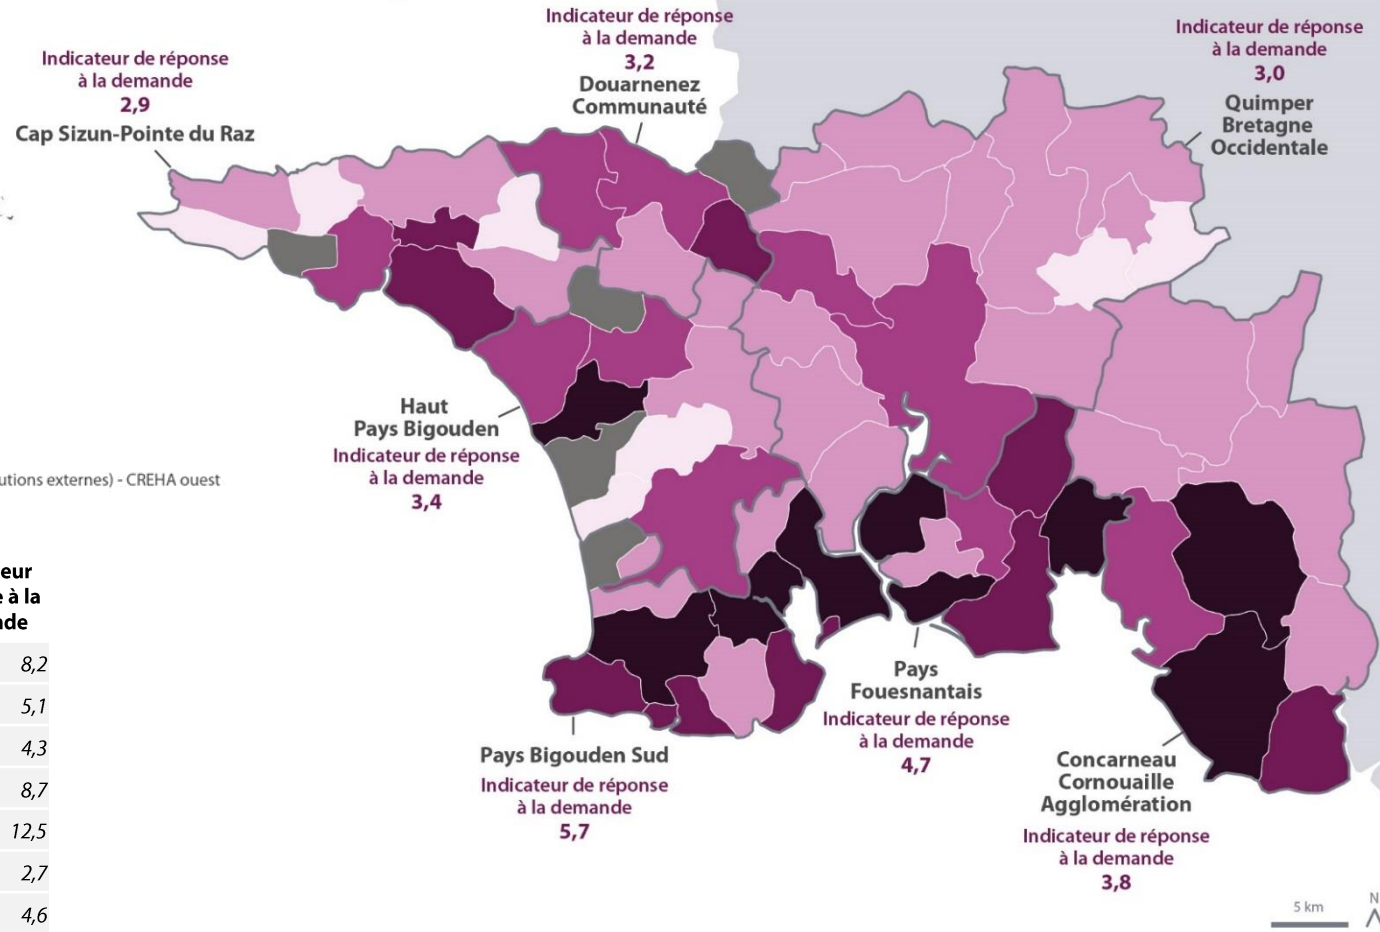 Indicateur de réponse
à la demande
3,2
Douarnenez
Communauté
Indicateur de réponse
à la demande
3,0
Quimper
Bretagne
Occidentale
Indicateur de réponse
à la demande
2,9
Cap Sizun-Pointe du Raz
Haut
Pays Bigouden
Indicateur de réponse
à la demande
3,4
utions externes) - CREHA ouest
eur
e à la
nde
8,2
5,1
4,3
8,7
12,5
2,7
4,6
Pays Bigouden Sud
Indicateur de réponse
à la demande
5,7
Pays
Fouesnantais
Indicateur de réponse
à la demande
4,7
Concarneau
Cornouaille
Agglomération
Indicateur de réponse
à la demande
3,8
5 km
N